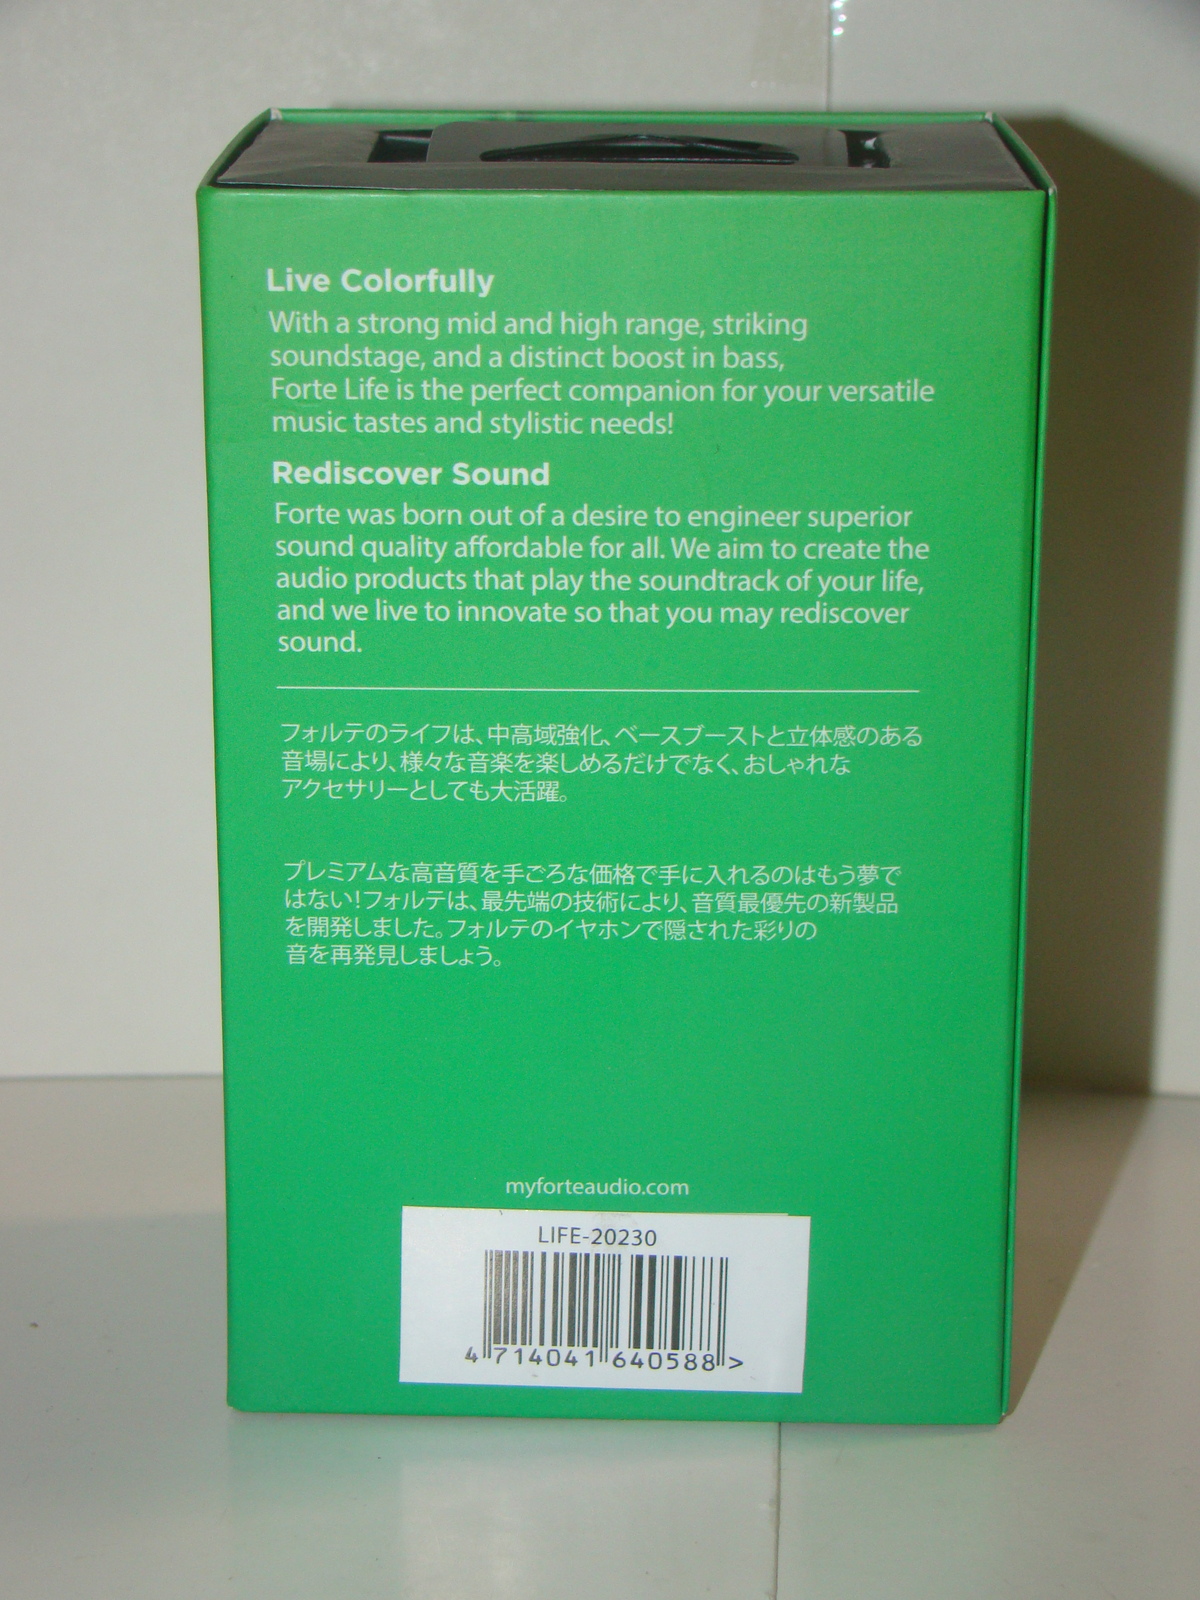 Live Colorfully
With a strong mid and high range, striking
soundstage, and a distinct boost in bass,
Forte Life is the perfect companion for your versatile
music tastes and stylistic needs!
Rediscover Sound
Forte was born out of a desire to engineer superior
sound quality affordable for all. We aim to create the
audio products that play the soundtrack of your life,
and we live to innovate so that you may rediscover
sound.
フォルテのライフは、中高域強化、ベースブーストと立体感のある
音場により、様々な音楽を楽しめるだけでなく、おしゃれな
アクセサリーとしても大活躍。
プレミアムな高音質を手ごろな価格で手に入れるのはもう夢で
はない!フォルテは、最先端の技術により、音質最優先の新製品
を開発しました。フォルテのイヤホンで隠された彩りの
音を再発見しましょう。
myforteaudio.com
LIFE-20230
4 714041 640588 >